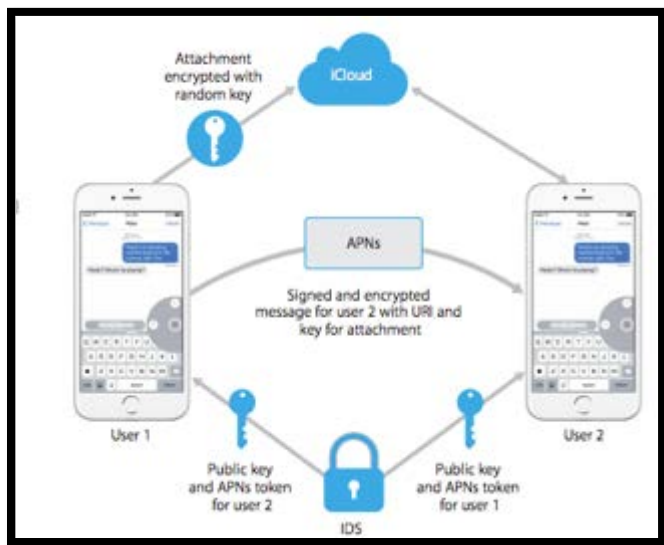 Attachment
encrypted with
random key
iCloud
APNs
Signed and encrypted
message for user 2 with URI and
key for attachment
User 1
User 2
Public key
and APNs token
for user 2
Public key
and APNs token
for user 1
IDS